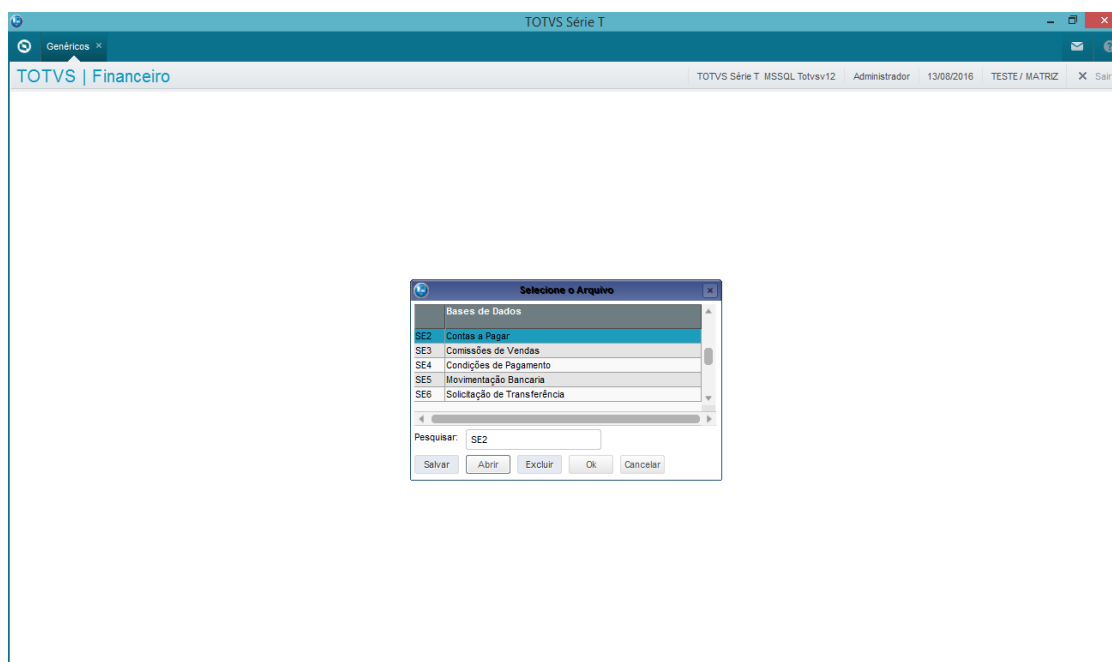 TOTVS Série T
Genéricos ×
TOTVS | Financeiro
TOTVS Série T MSSQL Totvsv12 Administrador 13/08/2016 TESTE / MATRIZ X Sair
Selecione o Arquivo
Bases de Dados
SE2 Contas a Pagar
SE3 Comissões de Vendas
SE4 Condições de Pagamento
SE5 Movimentação Bancaria
SE6 Solicitação de Transferência
Pesquisar: SE2
Salvar Abrir Excluir Ok Cancelar